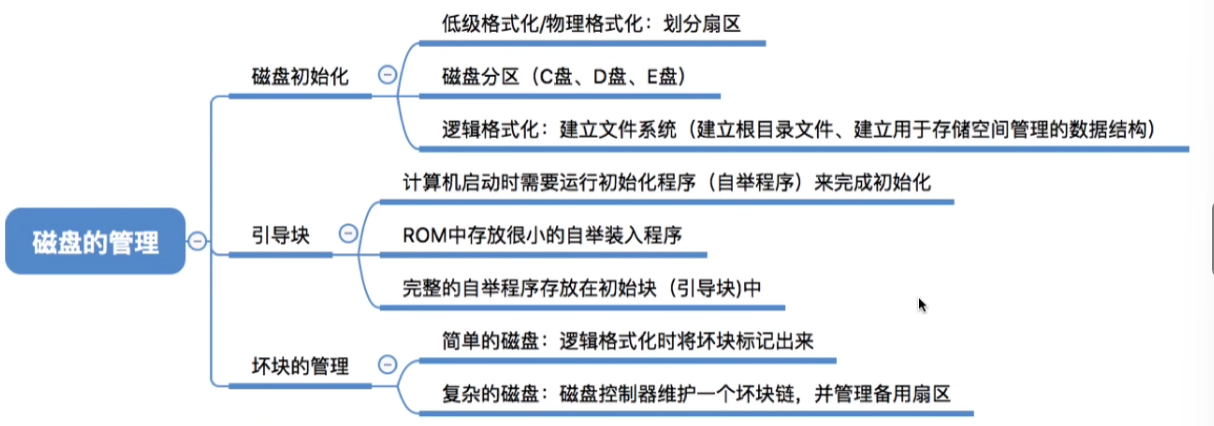 低级格式化/物理格式化：划分扇区
磁盘初始化
磁盘分区（C盘、D盘、E盘）
逻辑格式化：建立文件系统（建立根目录文件、建立用于存储空间管理的数据结构）
计算机启动时需要运行初始化程序（自举程序）来完成初始化
磁盘的管理
引导块
ROM中存放很小的自举装入程序
完整的自举程序存放在初始块（引导块)中
简单的磁盘：逻辑格式化时将坏块标记出来
坏块的管理
复杂的磁盘：磁盘控制器维护一个坏块链，并管理备用扇区